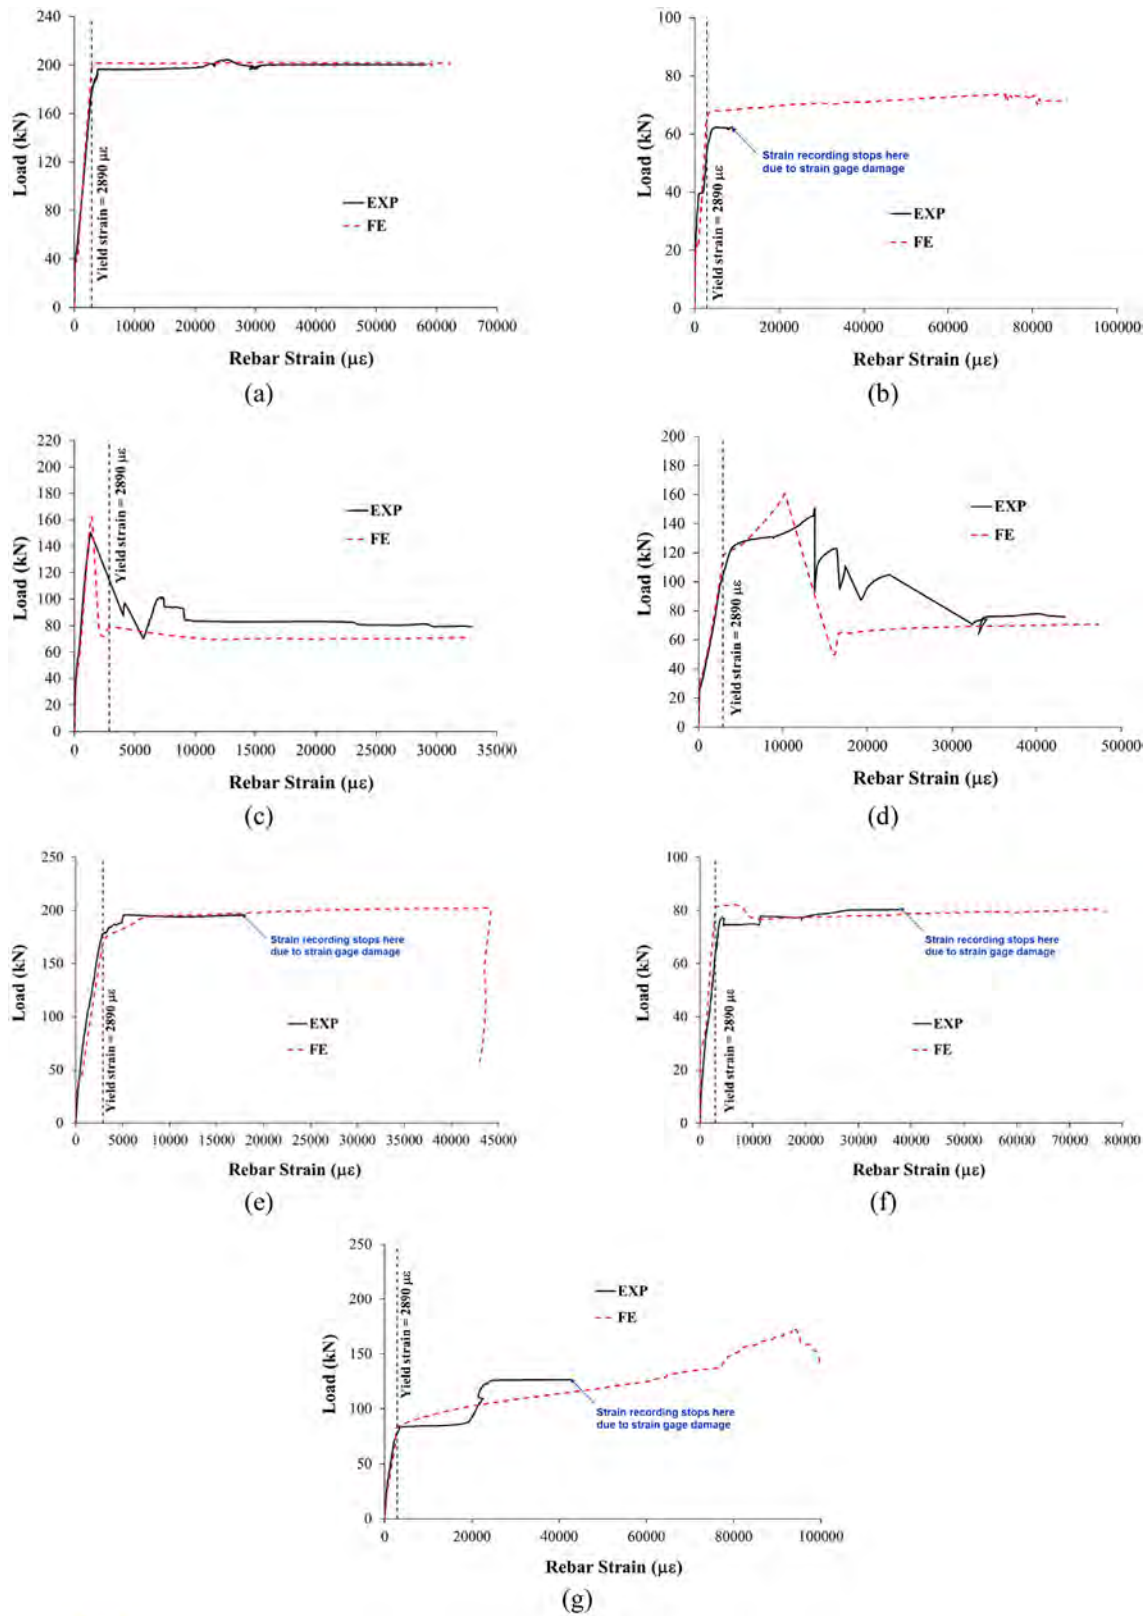 240
200
160
120
80
40
0
Load (kN)
Yield strain = 2890 με
EXP
FE
0 10000 20000 30000 40000 50000 60000 70000
Rebar Strain (με)
(a)
100
80
60
40
20
0
Load (kN)
Yield strain = 2890 με
Strain recording stops here
due to strain gage damage
EXP
FE
0 20000 40000 60000 80000 100000
Rebar Strain (με)
(b)
220
200
180
160
140
120
100
80
60
40
20
0
Load (kN)
Yield strain = 2890 με
EXP
FE
0 5000 10000 15000 20000 25000 30000 35000
Rebar Strain (με)
(c)
200
180
160
140
120
100
80
60
40
20
0
Load (kN)
Yield strain = 2890 με
EXP
FE
0 10000 20000 30000 40000 50000
Rebar Strain (με)
(d)
250
200
150
100
50
0
Load (kN)
Yield strain = 2890 με
Strain recording stops here
due to strain gage damage
EXP
FE
0 5000 10000 15000 20000 25000 30000 35000 40000 45000
Rebar Strain (με)
(e)
100
80
60
40
20
0
Load (kN)
Yield strain = 2890 με
Strain recording stops here
due to strain gage damage
EXP
FE
0 10000 20000 30000 40000 50000 60000 70000 80000
Rebar Strain (με)
(f)
250
200
150
100
50
0
Load (kN)
Yield strain = 2890 με
EXP
FE
Strain recording stops here
due to strain gage damage
0 20000 40000 60000 80000 100000
Rebar Strain (με)
(g)